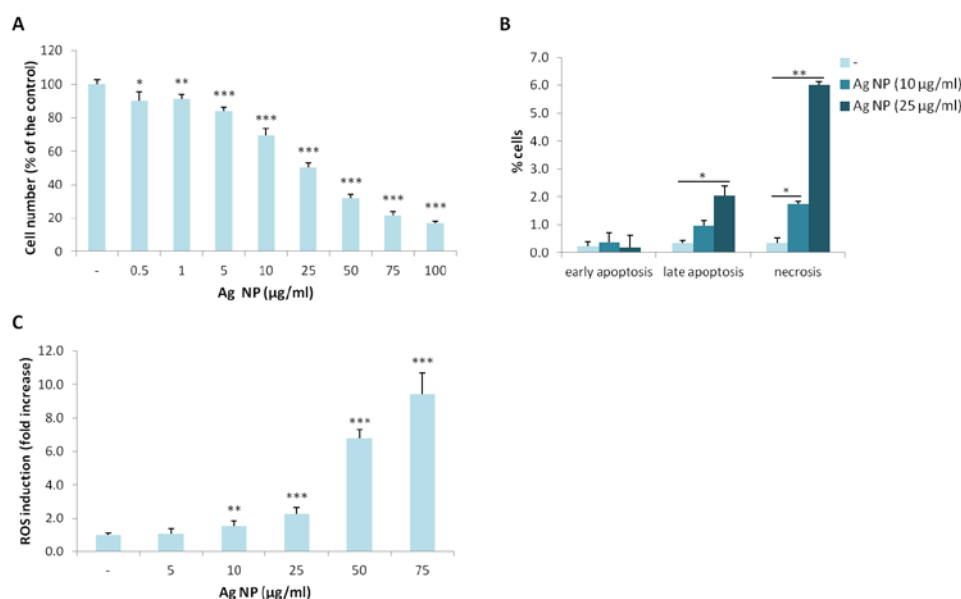 A
120
100
80
60
40
20
0
Cell number (% of the control)
*
**
***
***
***
***
***
***
- 0.5 1 5 10 25 50 75 100
Ag NP (µg/ml)
B
7.0
6.0
5.0
4.0
3.0
2.0
1.0
0.0
% cells
**
*
*
early apoptosis late apoptosis necrosis
-
Ag NP (10 µg/ml)
Ag NP (25 µg/ml)
C
12.0
10.0
8.0
6.0
4.0
2.0
0.0
ROS induction (fold increase)
**
***
***
***
- 5 10 25 50 75
Ag NP (µg/ml)